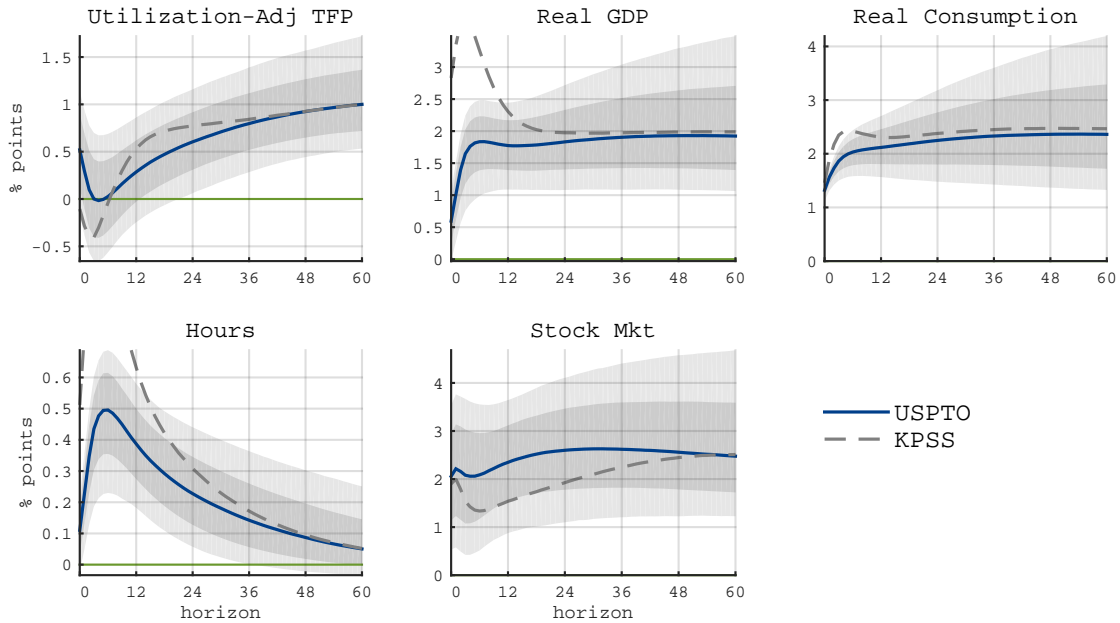 Utilization-Adj TFP
% points
1.5
1
0.5
0
-0.5
0 12 24 36 48 60
Real GDP
3
2.5
2
1.5
1
0.5
0
0 12 24 36 48 60
Real Consumption
4
3
2
1
0 12 24 36 48 60
Hours
% points
0.6
0.5
0.4
0.3
0.2
0.1
0
0 12 24 36 48 60
horizon
Stock Mkt
4
3
2
1
0
0 12 24 36 48 60
horizon
USPTO
KPSS